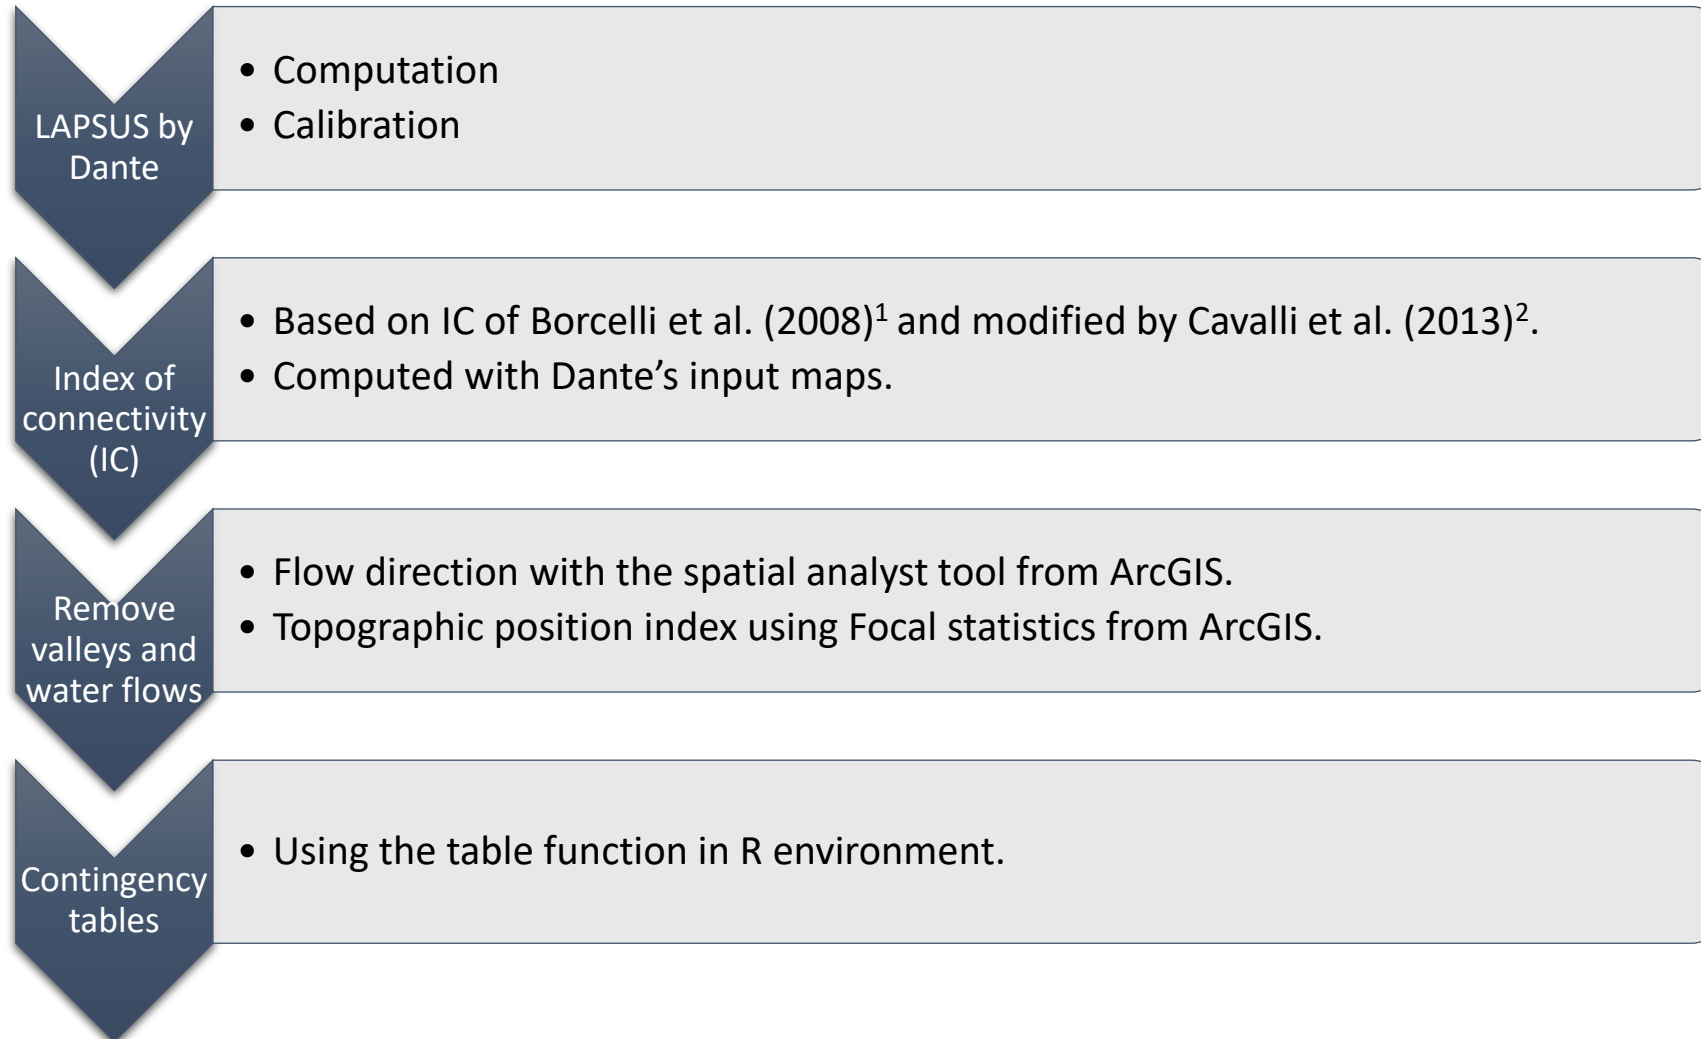 LAPSUS by
Dante
• Computation
• Calibration
Index of
connectivity
(IC)
• Based on IC of Borcelli et al. (2008)¹ and modified by Cavalli et al. (2013)².
• Computed with Dante’s input maps.
Remove
valleys and
water flows
• Flow direction with the spatial analyst tool from ArcGIS.
• Topographic position index using Focal statistics from ArcGIS.
Contingency
tables
• Using the table function in R environment.